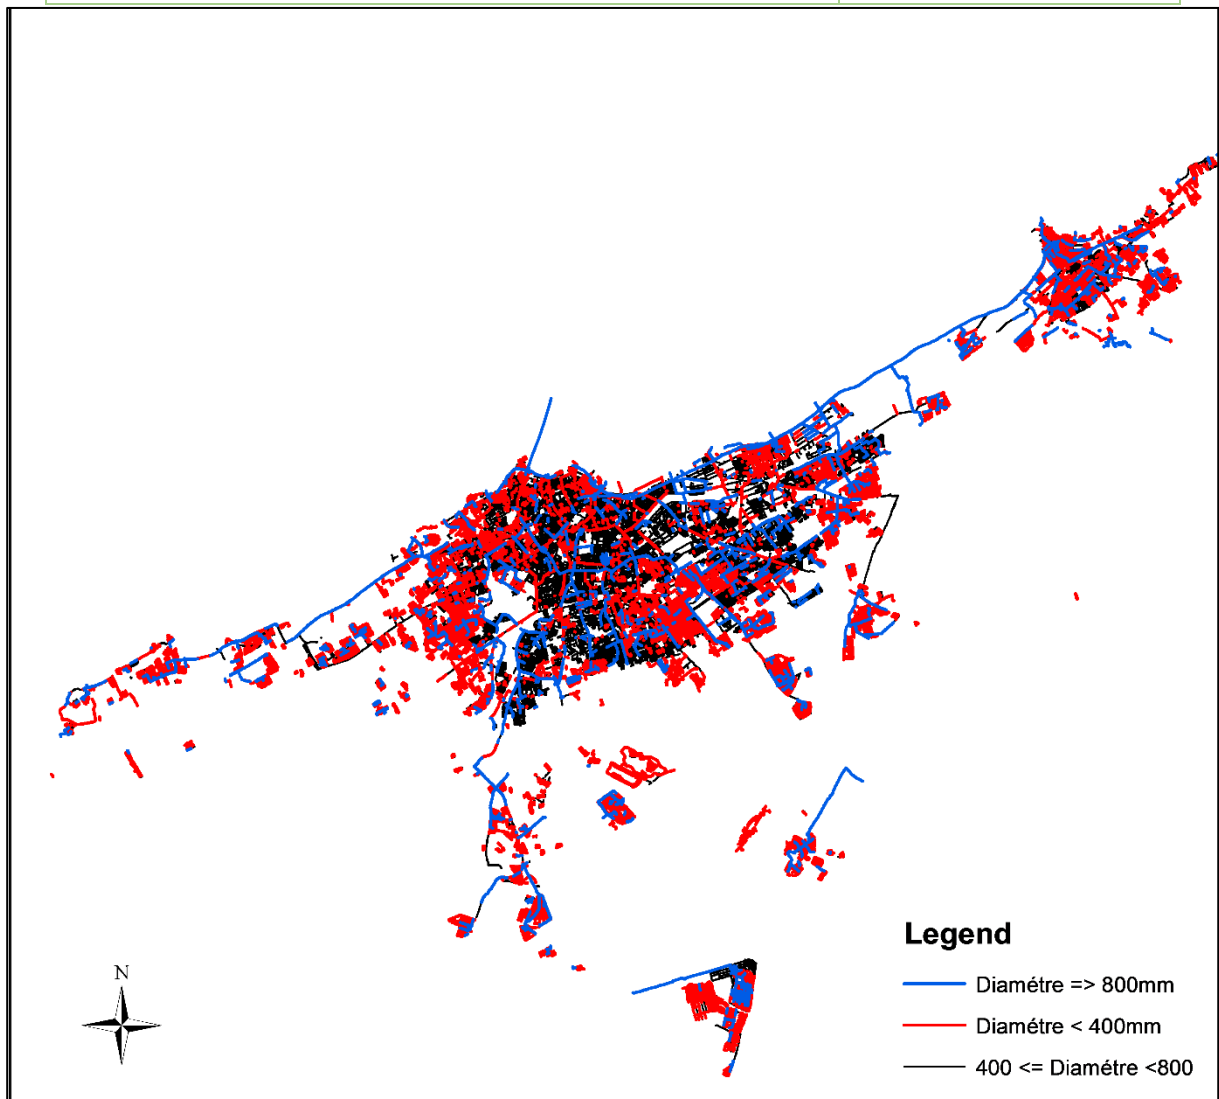 N
Legend
Diamétre => 800mm
Diamétre < 400mm
400 <= Diamétre <800